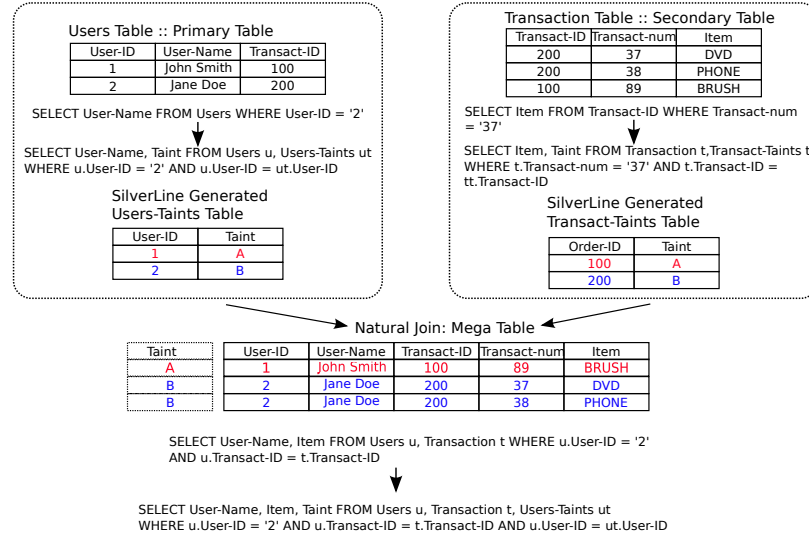 Users Table :: Primary Table
User-ID User-Name Transact-ID
1 John Smith 100
2 Jane Doe 200
SELECT User-Name FROM Users WHERE User-ID = '2'
SELECT User-Name, Taint FROM Users u, Users-Taints ut
WHERE u.User-ID = '2' AND u.User-ID = ut.User-ID
SilverLine Generated
Users-Taints Table
User-ID Taint
1 A
2 B
Transaction Table :: Secondary Table
Transact-ID Transact-num Item
200 37 DVD
200 38 PHONE
100 89 BRUSH
SELECT Item FROM Transact-ID WHERE Transact-num
= '37'
SELECT Item, Taint FROM Transaction t,Transact-Taints t
WHERE t.Transact-num = '37' AND t.Transact-ID =
tt.Transact-ID
SilverLine Generated
Transact-Taints Table
Order-ID Taint
100 A
200 B
Natural Join: Mega Table
Taint User-ID User-Name Transact-ID Transact-num Item
A 1 John Smith 100 89 BRUSH
B 2 Jane Doe 200 37 DVD
B 2 Jane Doe 200 38 PHONE
SELECT User-Name, Item FROM Users u, Transaction t WHERE u.User-ID = '2'
AND u.Transact-ID = t.Transact-ID
SELECT User-Name, Item, Taint FROM Users u, Transaction t, Users-Taints ut
WHERE u.User-ID = '2' AND u.Transact-ID = t.Transact-ID AND u.User-ID = ut.User-ID